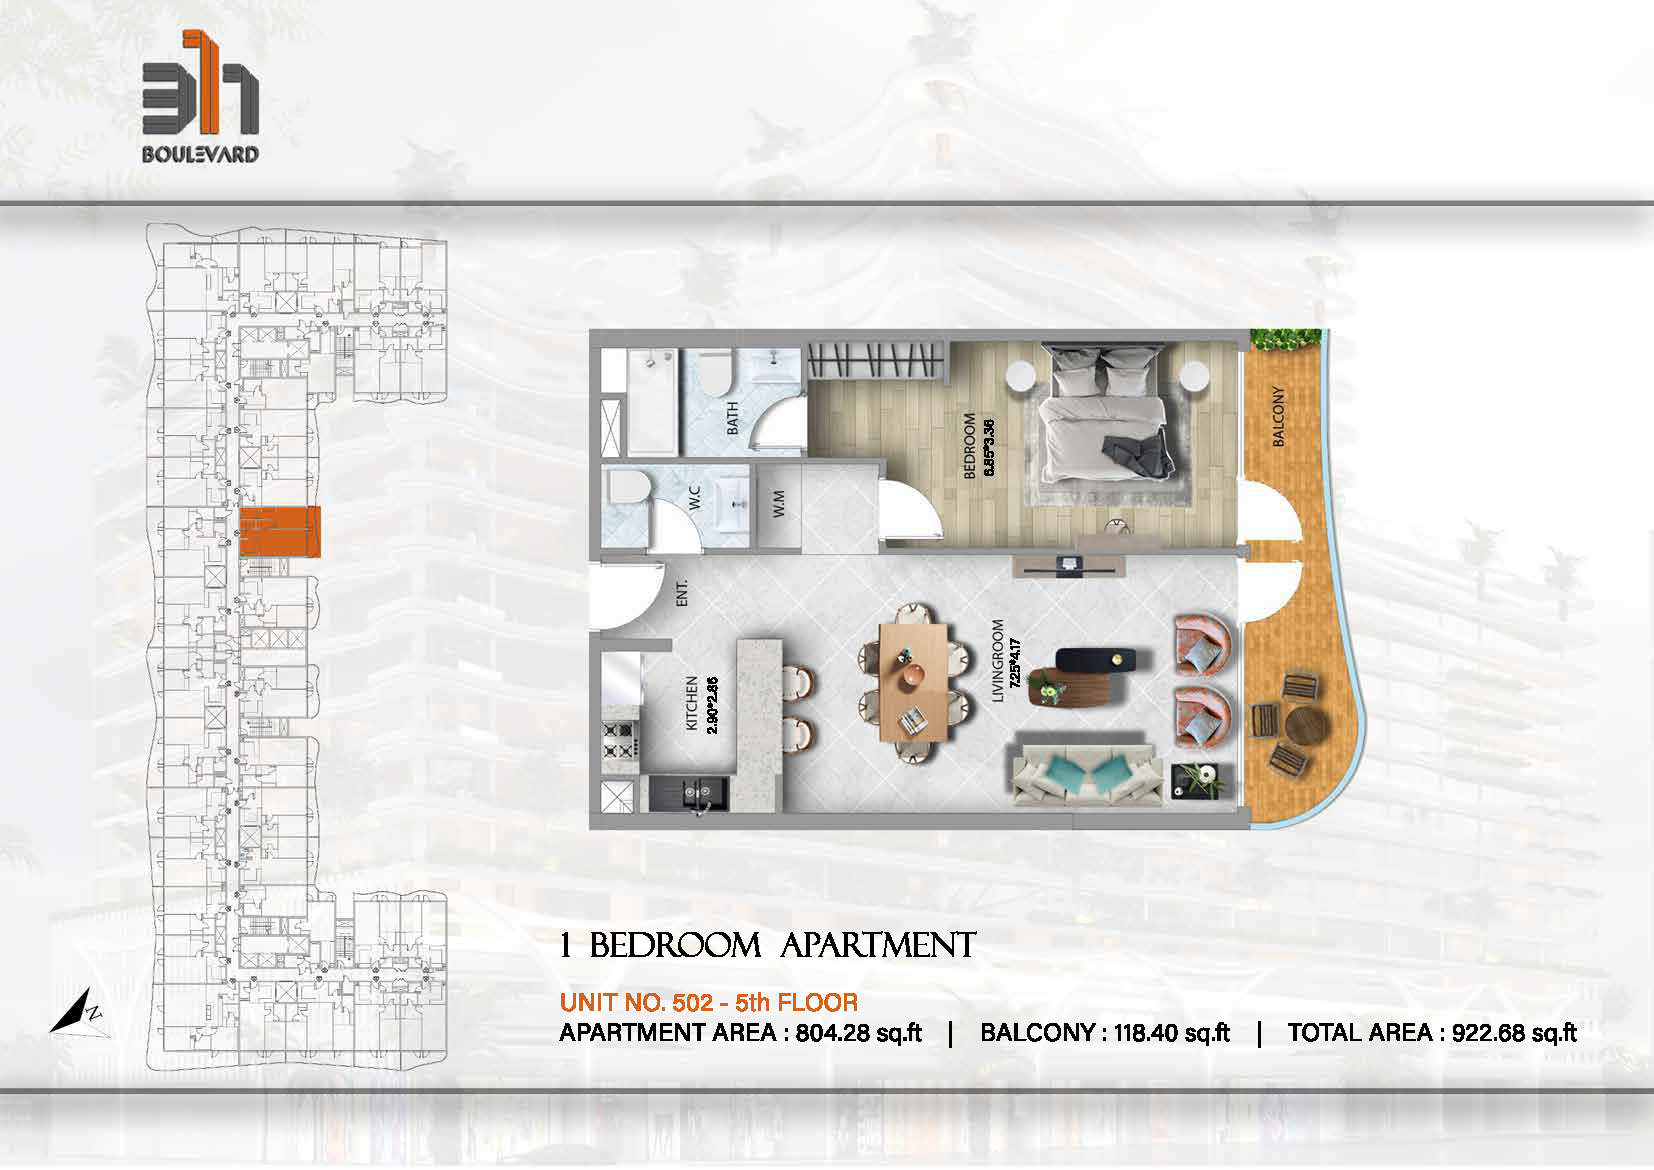 311
BOULEVARD
BATH
BEDROOM
6.85*3.36
BALCONY
W.C
W.M
ENT.
KITCHEN
2.90*2.86
LIVINGROOM
7.25*4.17
Z
1 BEDROOM APARTMENT
UNIT NO. 502 - 5th FLOOR
APARTMENT AREA : 804.28 sq.ft | BALCONY : 118.40 sq.ft | TOTAL AREA : 922.68 sq.ft